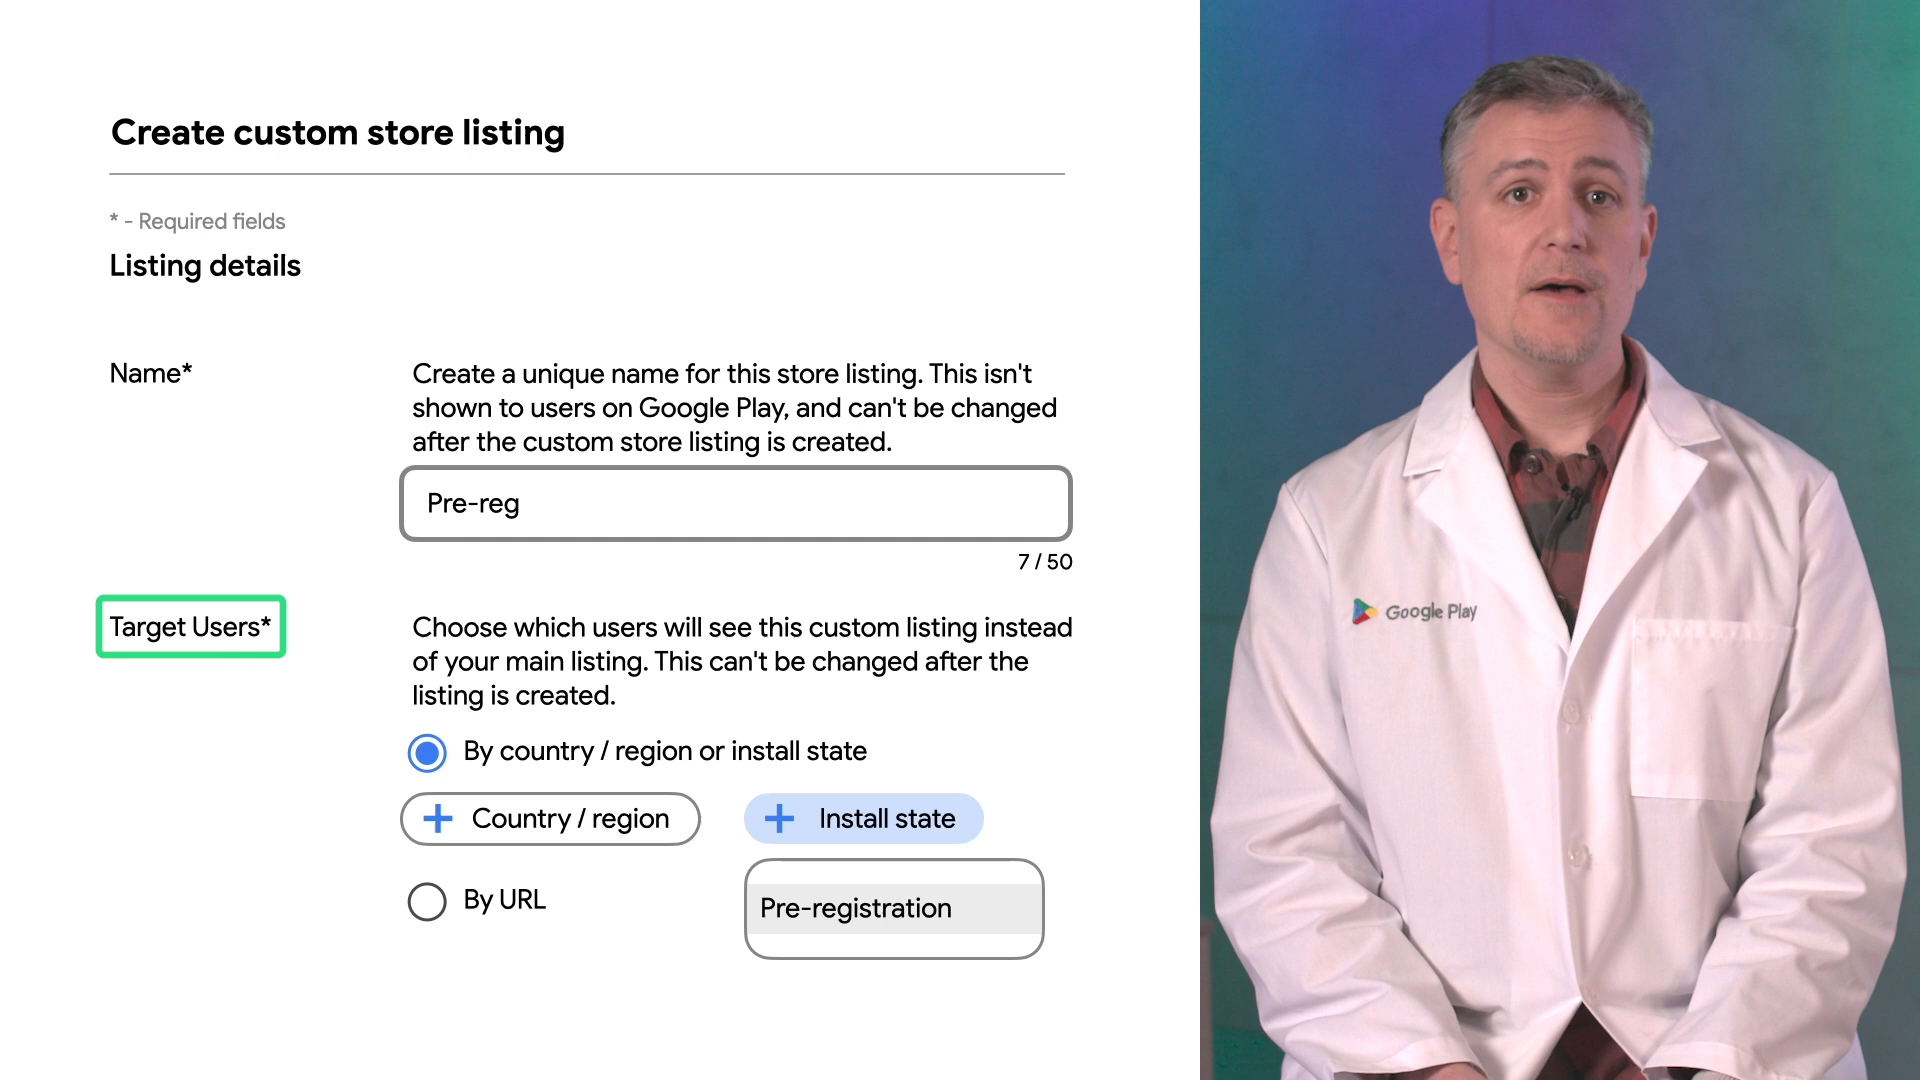 Create custom store listing
* - Required fields
Listing details
Name*
Create a unique name for this store listing. This isn't
shown to users on Google Play, and can't be changed
after the custom store listing is created.
Pre-reg
7 / 50
Target Users*
Choose which users will see this custom listing instead
of your main listing. This can't be changed after the
listing is created.
By country / region or install state
+ Country / region
+ Install state
By URL
Pre-registration
Google Play